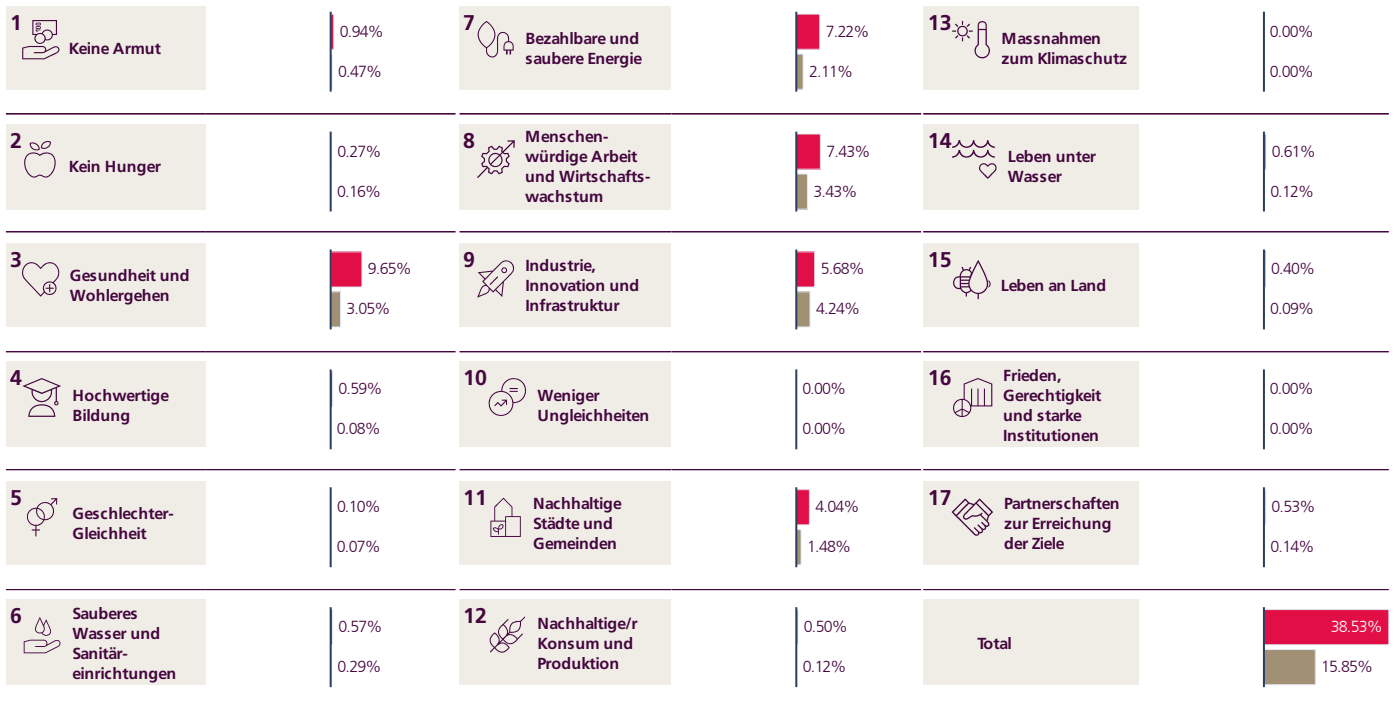 1
Keine Armut
0.94%
0.47%
2
Kein Hunger
0.27%
0.16%
3
Gesundheit und
Wohlergehen
9.65%
3.05%
4
Hochwertige
Bildung
0.59%
0.08%
5
Geschlechter-
Gleichheit
0.10%
0.07%
6
Sauberes
Wasser und
Sanitär-
einrichtungen
0.57%
0.29%
7
Bezahlbare und
saubere Energie
7.22%
2.11%
8
Menschen-
würdige Arbeit
und Wirtschafts-
wachstum
7.43%
3.43%
9
Industrie,
Innovation und
Infrastruktur
5.68%
4.24%
10
Weniger
Ungleichheiten
0.00%
0.00%
11
Nachhaltige
Städte und
Gemeinden
4.04%
1.48%
12
Nachhaltige/r
Konsum und
Produktion
0.50%
0.12%
13
Massnahmen
zum Klimaschutz
0.00%
0.00%
14
Leben unter
Wasser
0.61%
0.12%
15
Leben an Land
0.40%
0.09%
16
Frieden,
Gerechtigkeit
und starke
Institutionen
0.00%
0.00%
17
Partnerschaften
zur Erreichung
der Ziele
0.53%
0.14%
Total
38.53%
15.85%